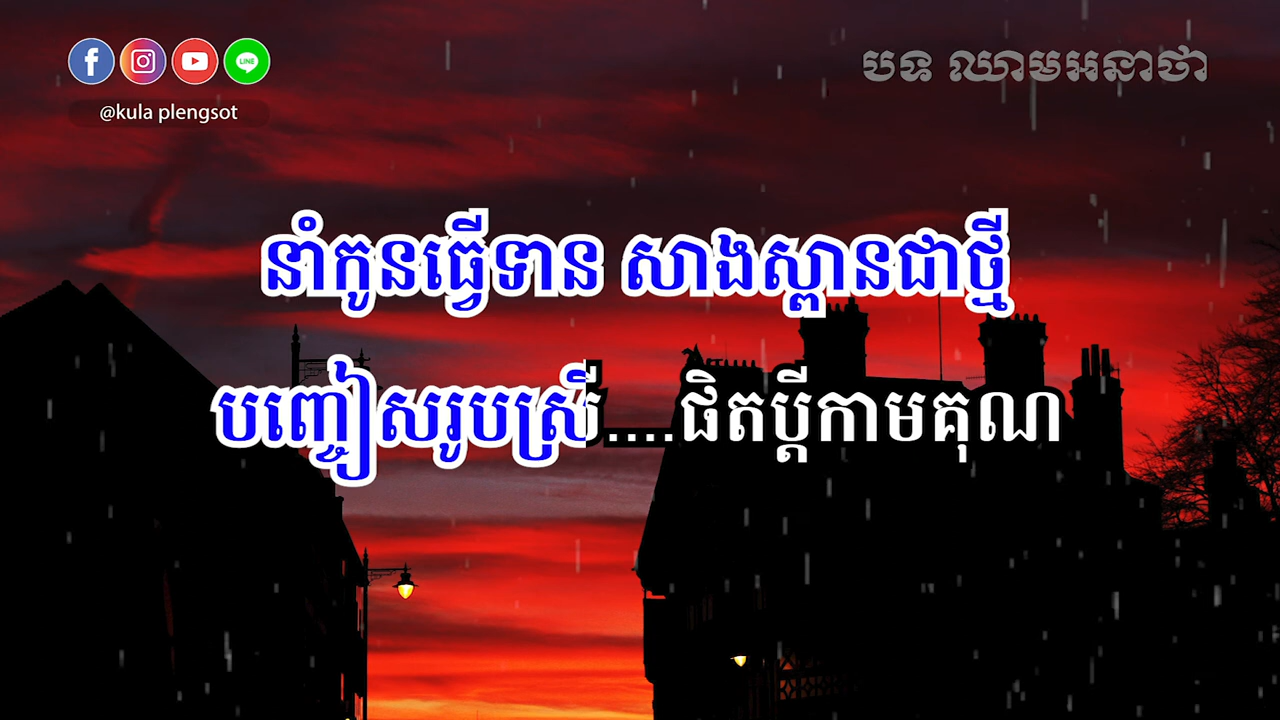 LINE
@kula plengsot
បទ ឈាមអនាថា
នាំកូនធ្វើទាន សាងស្ពានជាថ្មី
បញ្ចៀសរូបស្រី....ផិតប្ដីកាមគុណ